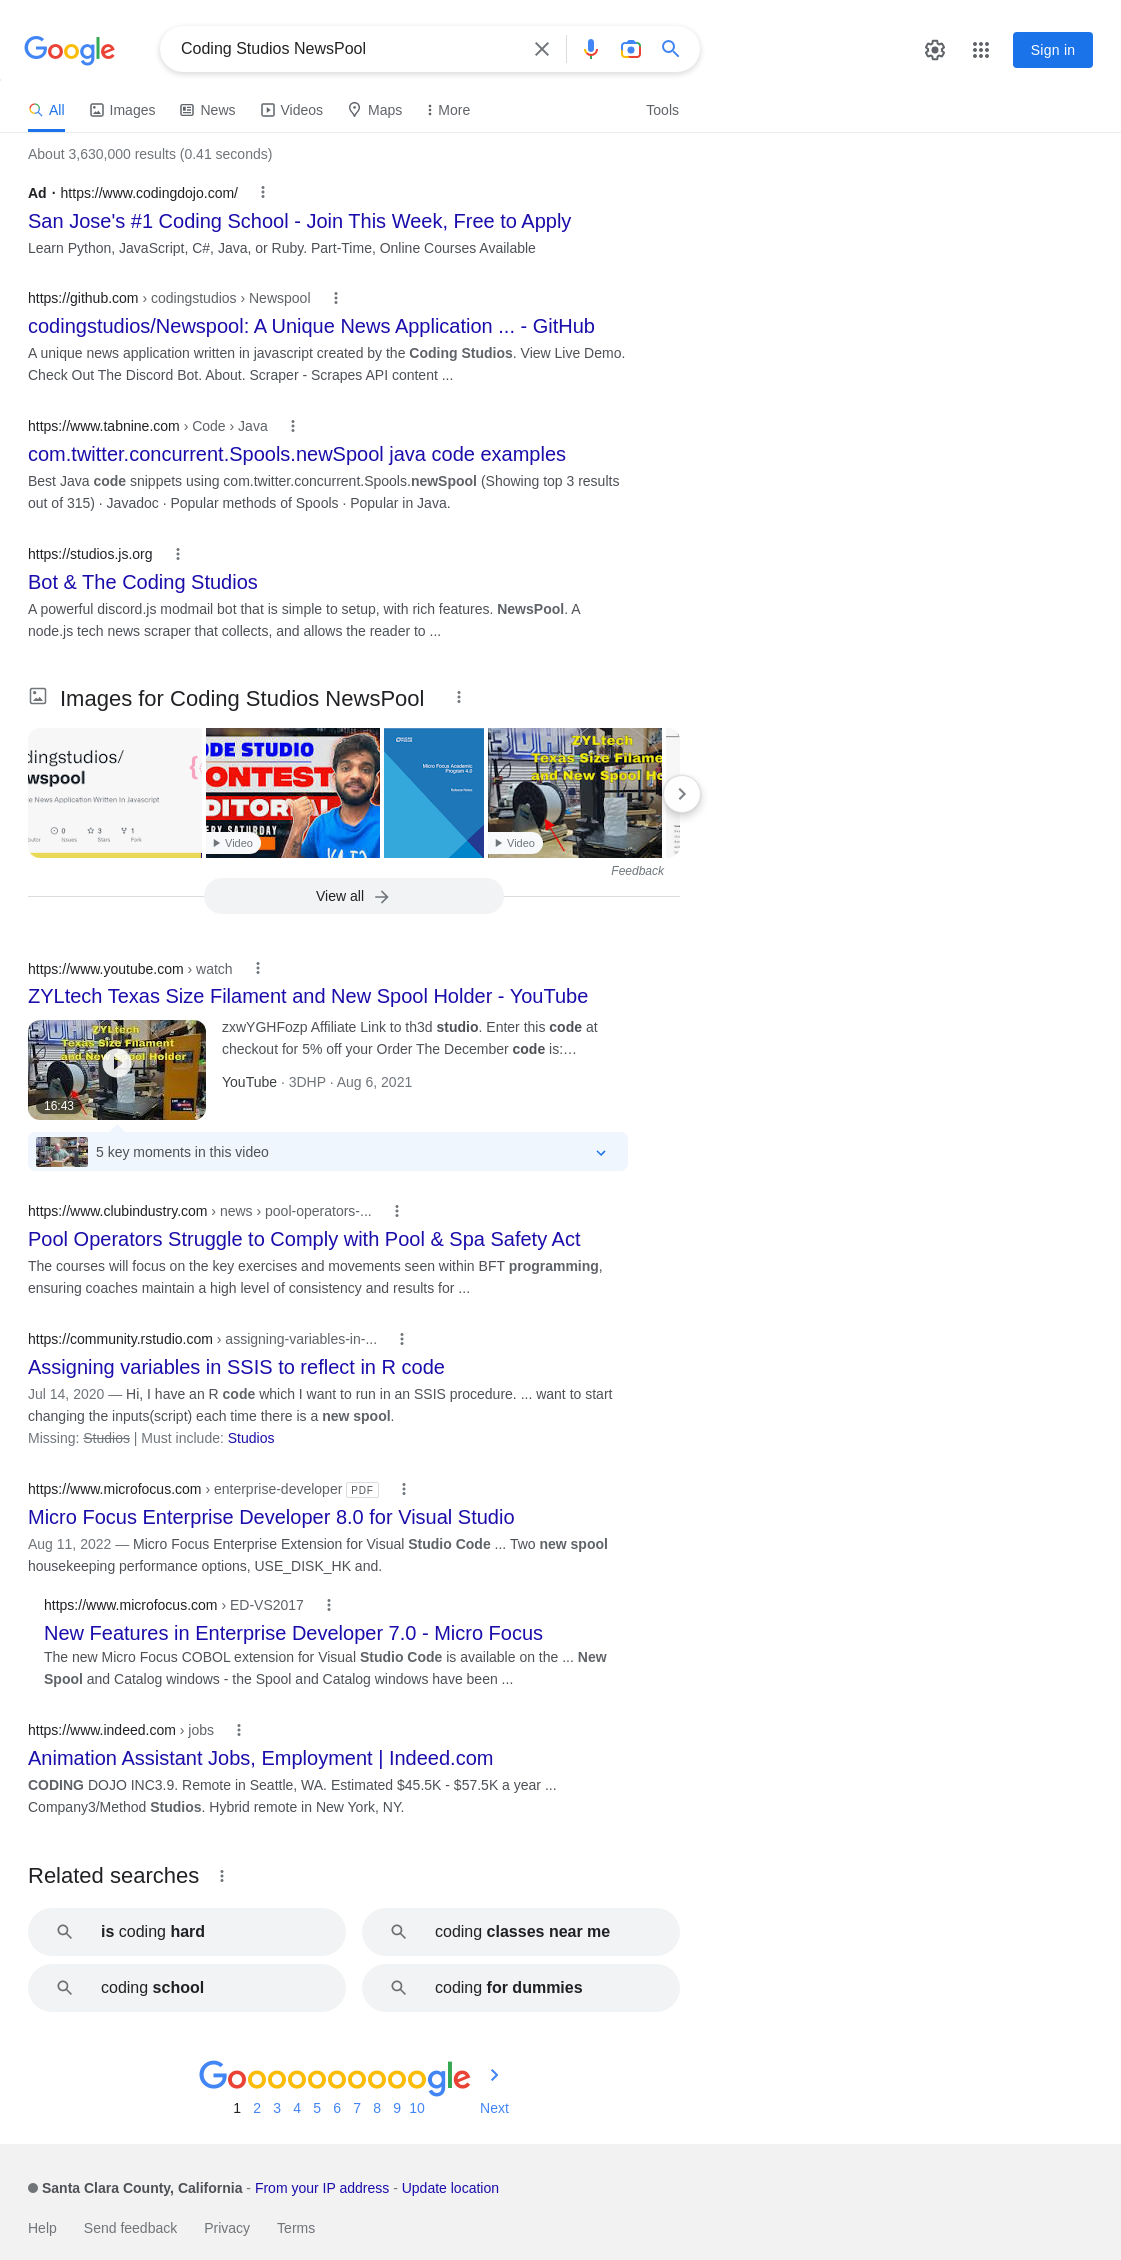 Google
Coding Studios NewsPool
Sign in
All
Images
News
Videos
Maps
More
Tools
About 3,630,000 results (0.41 seconds)
Ad · https://www.codingdojo.com/
San Jose's #1 Coding School - Join This Week, Free to Apply
Learn Python, JavaScript, C#, Java, or Ruby. Part-Time, Online Courses Available
https://github.com › codingstudios › Newspool
codingstudios/Newspool: A Unique News Application ... - GitHub
A unique news application written in javascript created by the Coding Studios. View Live Demo.
Check Out The Discord Bot. About. Scraper - Scrapes API content ...
https://www.tabnine.com › Code › Java
com.twitter.concurrent.Spools.newSpool java code examples
Best Java code snippets using com.twitter.concurrent.Spools.newSpool (Showing top 3 results
out of 315) · Javadoc · Popular methods of Spools · Popular in Java.
https://studios.js.org
Bot & The Coding Studios
A powerful discord.js modmail bot that is simple to setup, with rich features. NewsPool. A
node.js tech news scraper that collects, and allows the reader to ...
Images for Coding Studios NewsPool
dingstudios/
wspool
e News Application Written In Javascript
0
Issues
3
Stars
1
Fork
ODE STUDIO
ONTEST
DITORIAL
ERY SATURDAY
Video
Micro Focus Academic
Program 4.0
Release Notes
ZYLtech
Texas Size Filame
and New Spool Ho
Video
Feedback
View all
https://www.youtube.com › watch
ZYLtech Texas Size Filament and New Spool Holder - YouTube
ZYLtech
Texas Size Filament
and New Spool Holder
16:43
zxwYGHFozp Affiliate Link to th3d studio. Enter this code at
checkout for 5% off your Order The December code is:…
YouTube · 3DHP · Aug 6, 2021
5 key moments in this video
https://www.clubindustry.com › news › pool-operators-...
Pool Operators Struggle to Comply with Pool & Spa Safety Act
The courses will focus on the key exercises and movements seen within BFT programming,
ensuring coaches maintain a high level of consistency and results for ...
https://community.rstudio.com › assigning-variables-in-...
Assigning variables in SSIS to reflect in R code
Jul 14, 2020 — Hi, I have an R code which I want to run in an SSIS procedure. ... want to start
changing the inputs(script) each time there is a new spool.
Missing: Studios | Must include: Studios
https://www.microfocus.com › enterprise-developer PDF
Micro Focus Enterprise Developer 8.0 for Visual Studio
Aug 11, 2022 — Micro Focus Enterprise Extension for Visual Studio Code ... Two new spool
housekeeping performance options, USE_DISK_HK and.
https://www.microfocus.com › ED-VS2017
New Features in Enterprise Developer 7.0 - Micro Focus
The new Micro Focus COBOL extension for Visual Studio Code is available on the ... New
Spool and Catalog windows - the Spool and Catalog windows have been ...
https://www.indeed.com › jobs
Animation Assistant Jobs, Employment | Indeed.com
CODING DOJO INC3.9. Remote in Seattle, WA. Estimated $45.5K - $57.5K a year ...
Company3/Method Studios. Hybrid remote in New York, NY.
Related searches
is coding hard
coding classes near me
coding school
coding for dummies
Goooooooooogle
1 2 3 4 5 6 7 8 9 10 Next
Santa Clara County, California - From your IP address - Update location
Help Send feedback Privacy Terms